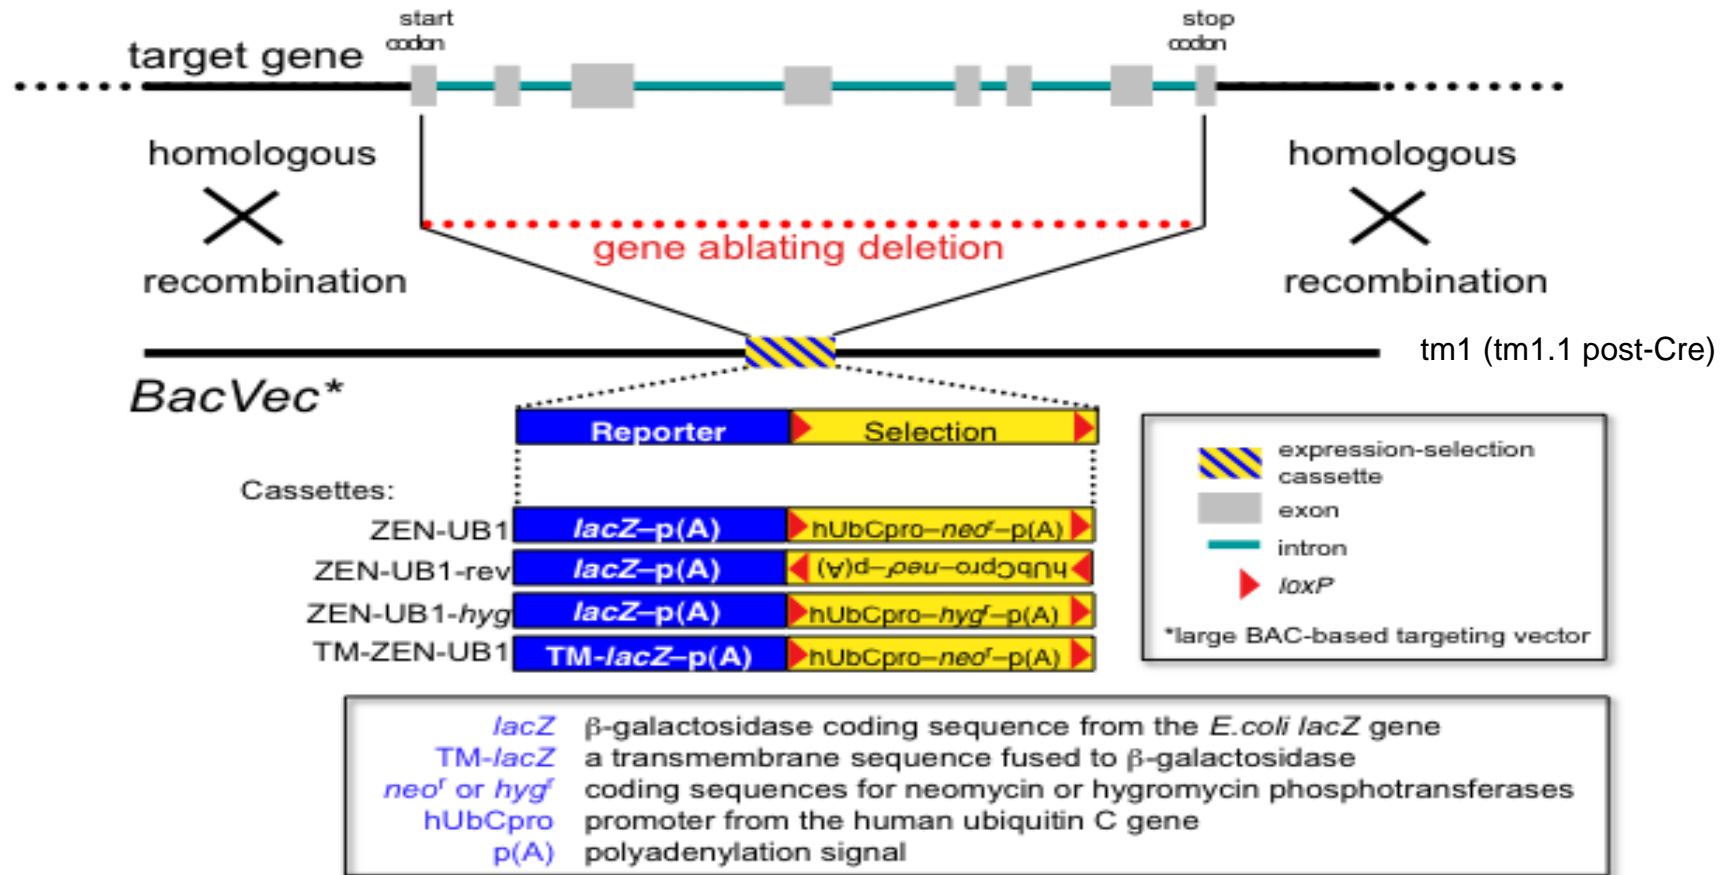 start
codon
stop
codon
target gene
homologous
recombination
homologous
recombination
gene ablating deletion
tm1 (tm1.1 post-Cre)
BacVec*
Reporter Selection
Cassettes:
ZEN-UB1 lacZ–p(A) hUbCpro–neoʳ–p(A)
ZEN-UB1-rev lacZ–p(A) hUbCpro–neoʳ–p(A)
ZEN-UB1-hyg lacZ–p(A) hUbCpro–hygʳ–p(A)
TM-ZEN-UB1 TM-lacZ–p(A) hUbCpro–neoʳ–p(A)
expression-selection
cassette
exon
intron
loxP
*large BAC-based targeting vector
lacZ β-galactosidase coding sequence from the E.coli lacZ gene
TM-lacZ a transmembrane sequence fused to β-galactosidase
neoʳ or hygʳ coding sequences for neomycin or hygromycin phosphotransferases
hUbCpro promoter from the human ubiquitin C gene
p(A) polyadenylation signal